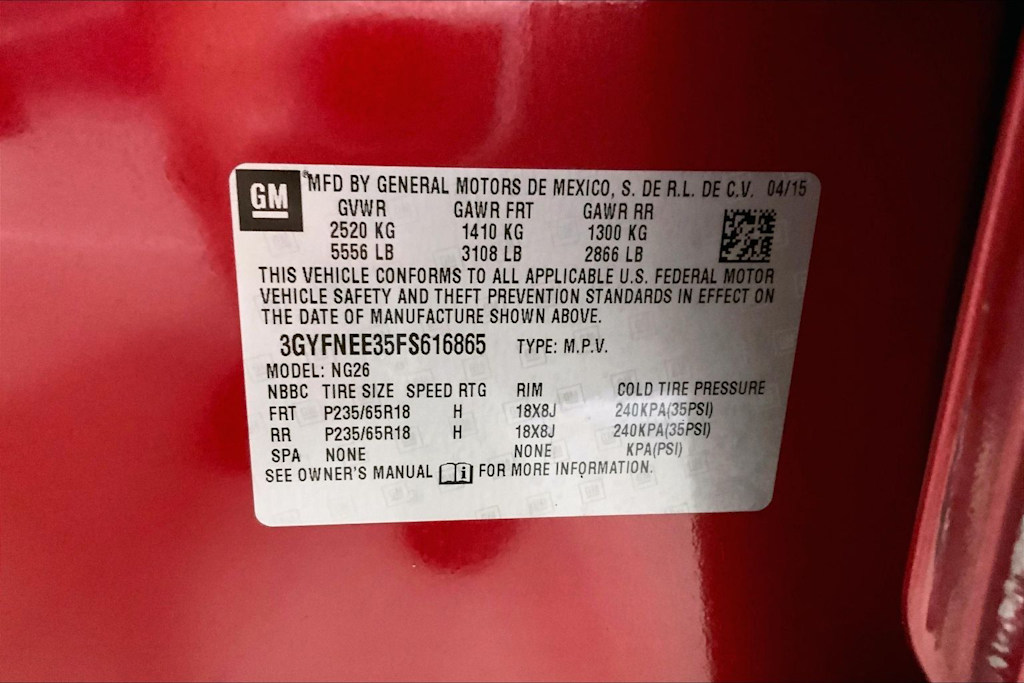 GM MFD BY GENERAL MOTORS DE MEXICO, S. DE R.L. DE C.V. 04/15
GVWR GAWR FRT GAWR RR
2520 KG 1410 KG 1300 KG
5556 LB 3108 LB 2866 LB
THIS VEHICLE CONFORMS TO ALL APPLICABLE U.S. FEDERAL MOTOR
VEHICLE SAFETY AND THEFT PREVENTION STANDARDS IN EFFECT ON
THE DATE OF MANUFACTURE SHOWN ABOVE.
3GYFNEE35FS616865 TYPE: M.P.V.
MODEL: NG26
NBBC TIRE SIZE SPEED RTG RIM COLD TIRE PRESSURE
FRT P235/65R18 H 18X8J 240KPA(35PSI)
RR P235/65R18 H 18X8J 240KPA(35PSI)
SPA NONE NONE KPA(PSI)
SEE OWNER'S MANUAL i FOR MORE INFORMATION.